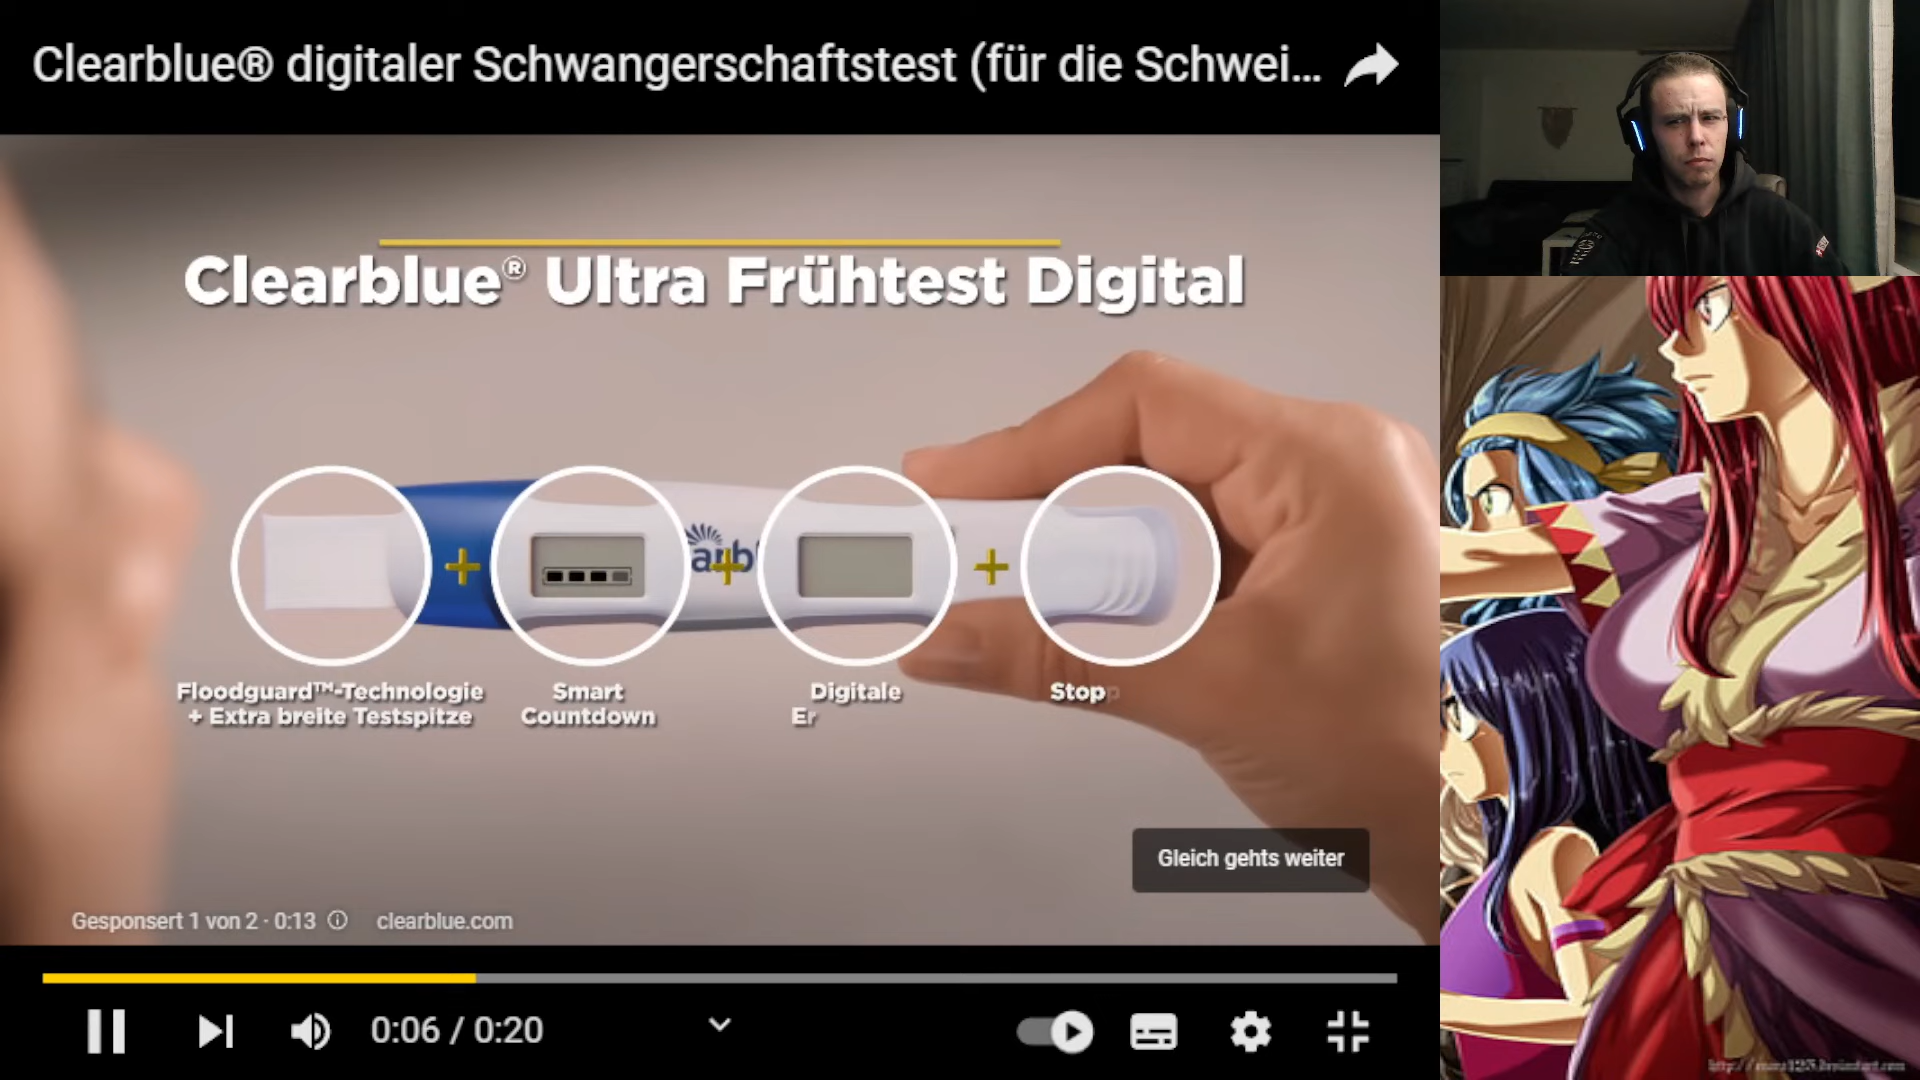 Clearblue® digitaler Schwangerschaftstest (für die Schwei...
Clearblue® Ultra Frühtest Digital
Floodguard™-Technologie
+ Extra breite Testspitze
Smart
Countdown
Digitale
Er
Stop
Gleich gehts weiter
Gesponsert 1 von 2 · 0:13
clearblue.com
0:06 / 0:20